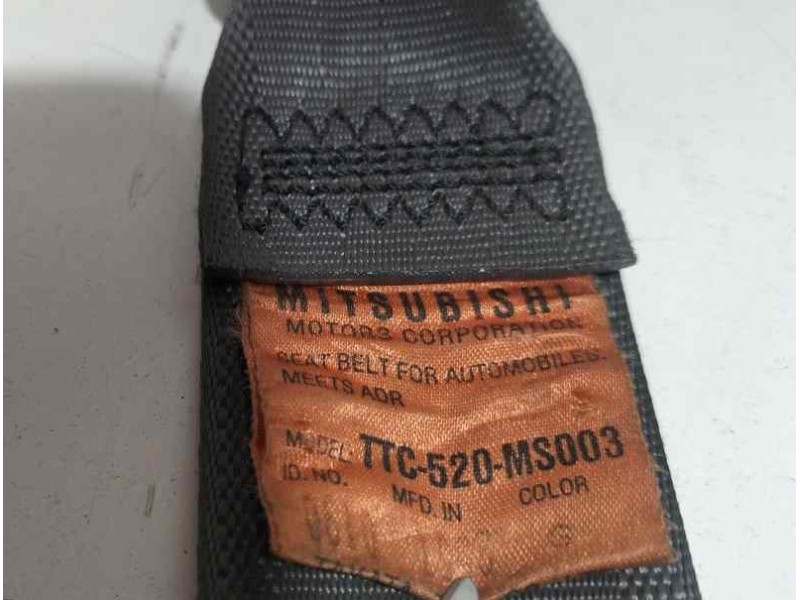 MITSUBISHI
MOTORS CORPORATION
SEAT BELT FOR AUTOMOBILES.
MEETS ADR
MODEL: TTC-520-MS003
ID. NO. MFD. IN COLOR